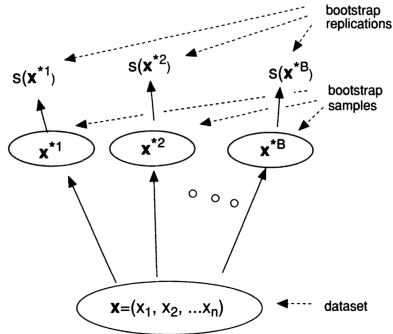 bootstrap
replications
s(x*1)
s(x*2)
s(x*B)
bootstrap
samples
x*1
x*2
x*B
x=(x1, x2, ...xn)
dataset